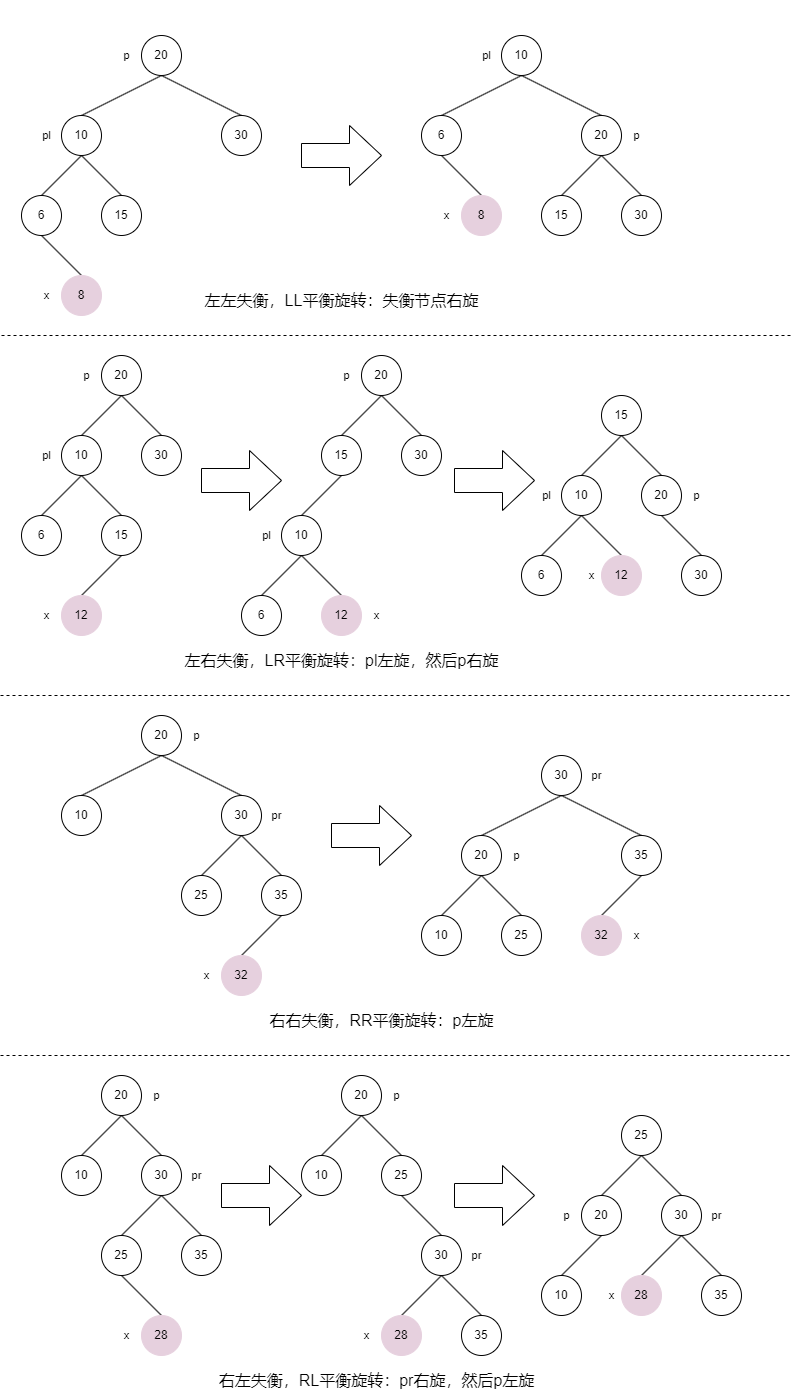 p 20 pl 10
pl 10 30 6 20 p
6 15 x 8 15 30
x 8 左左失衡，LL平衡旋转：失衡节点右旋
p 20 p 20
15
pl 10 30 15 30
pl 10 20 p
6 15 pl 10
6 x 12 30
x 12 6 12 x
左右失衡，LR平衡旋转：pl左旋，然后p右旋
20 p
30 pr
10 30 pr
20 p 35
25 35
10 25 32 x
x 32
右右失衡，RR平衡旋转：p左旋
20 p 20 p
25
10 30 pr 10 25
p 20 30 pr
25 35 30 pr
10 x 28 35
x 28 x 28 35
右左失衡，RL平衡旋转：pr右旋，然后p左旋